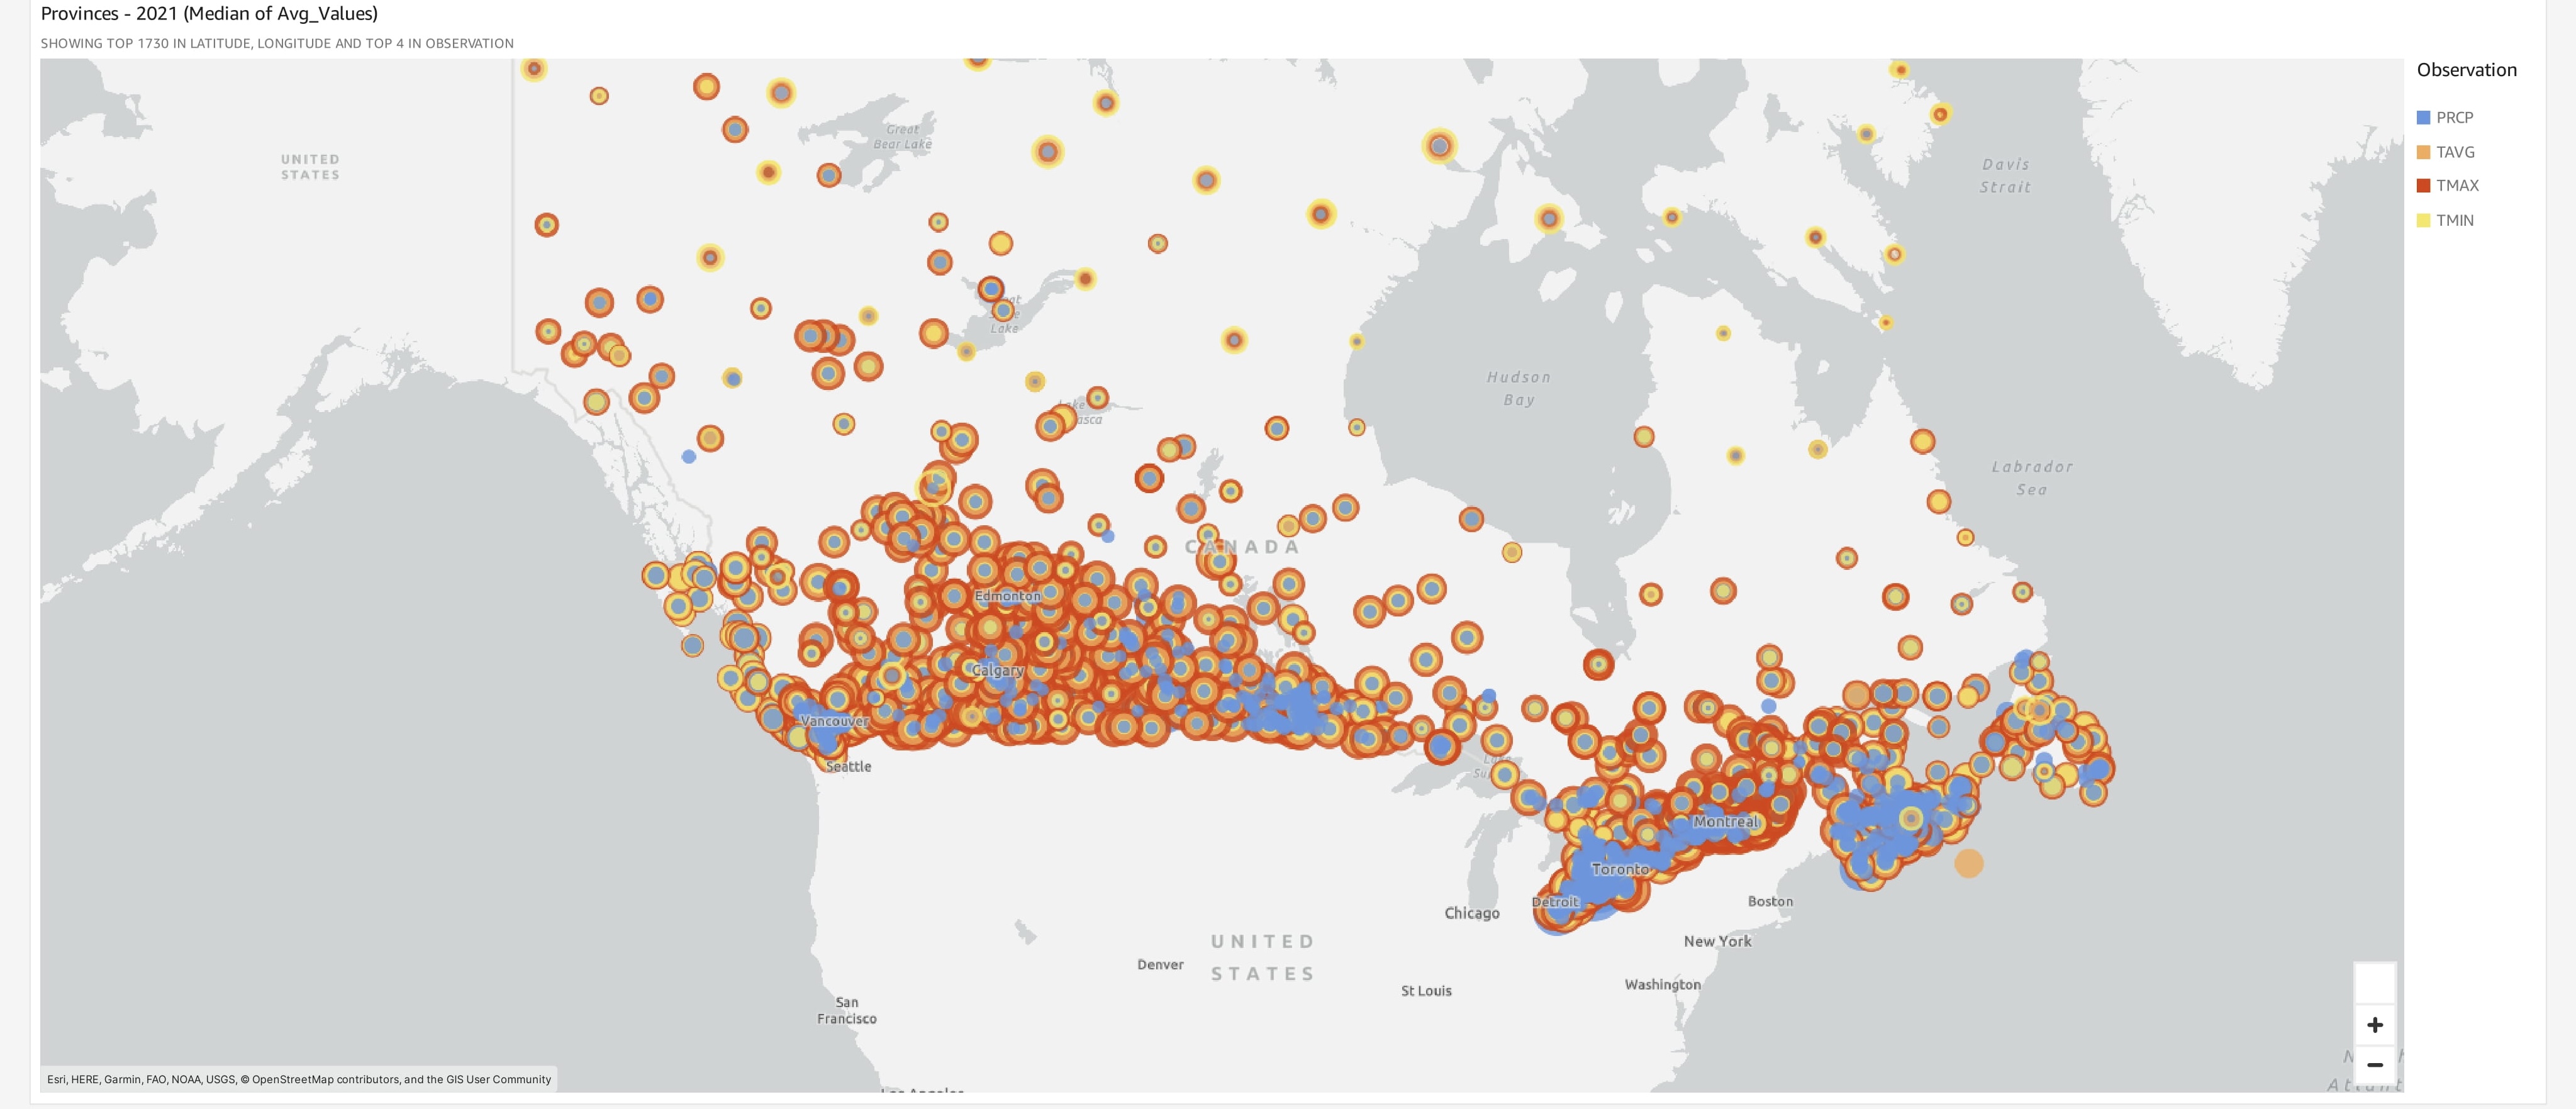 Provinces - 2021 (Median of Avg_Values)
SHOWING TOP 1730 IN LATITUDE, LONGITUDE AND TOP 4 IN OBSERVATION
Observation
PRCP
TAVG
TMAX
TMIN
UNITED
STATES
Great
Bear Lake
Davis
Strait
Lake
Hudson
Bay
Lake
Labrador
Sea
CANADA
Edmonton
Calgary
Vancouver
Seattle
Montreal
Toronto
Detroit
Chicago
Boston
New York
UNITED
STATES
Denver
St Louis
Washington
San
Francisco
+
−
Esri, HERE, Garmin, FAO, NOAA, USGS, © OpenStreetMap contributors, and the GIS User Community